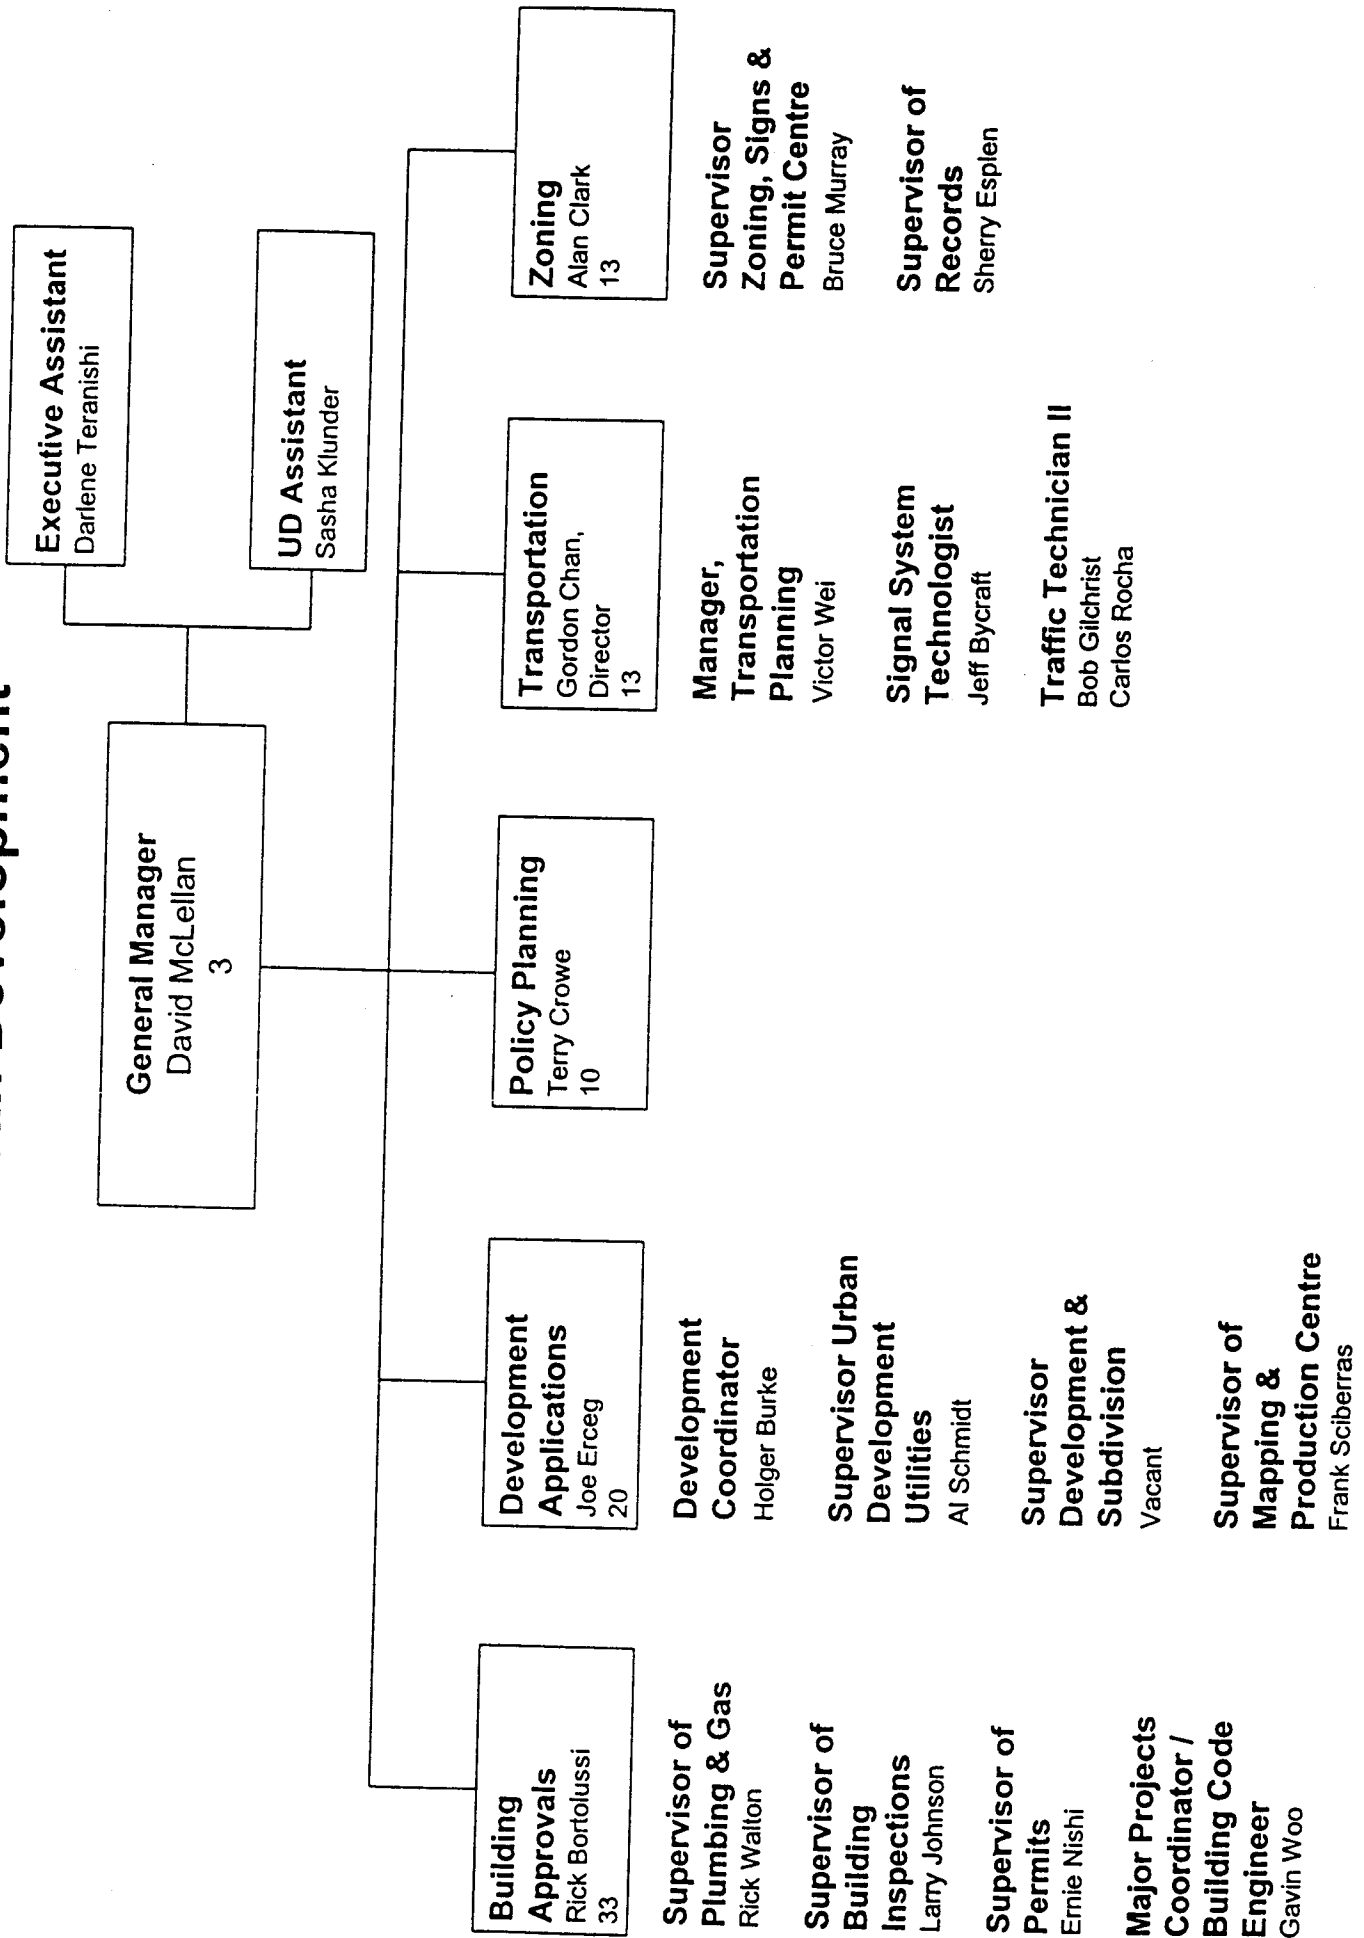 Development
General Manager
David McLellan
3
Executive Assistant
Darlene Teranishi
UD Assistant
Sasha Klunder
Building
Approvals
Rick Bortolussi
33
Supervisor of
Plumbing & Gas
Rick Walton
Supervisor of
Building
Inspections
Larry Johnson
Supervisor of
Permits
Ernie Nishi
Major Projects
Coordinator /
Building Code
Engineer
Gavin Woo
Development
Applications
Joe Erceg
20
Development
Coordinator
Holger Burke
Supervisor Urban
Development
Utilities
Al Schmidt
Supervisor
Development &
Subdivision
Vacant
Supervisor of
Mapping &
Production Centre
Frank Sciberras
Policy Planning
Terry Crowe
10
Transportation
Gordon Chan,
Director
13
Manager,
Transportation
Planning
Victor Wei
Signal System
Technologist
Jeff Bycraft
Traffic Technician II
Bob Gilchrist
Carlos Rocha
Zoning
Alan Clark
13
Supervisor
Zoning, Signs &
Permit Centre
Bruce Murray
Supervisor of
Records
Sherry Esplen